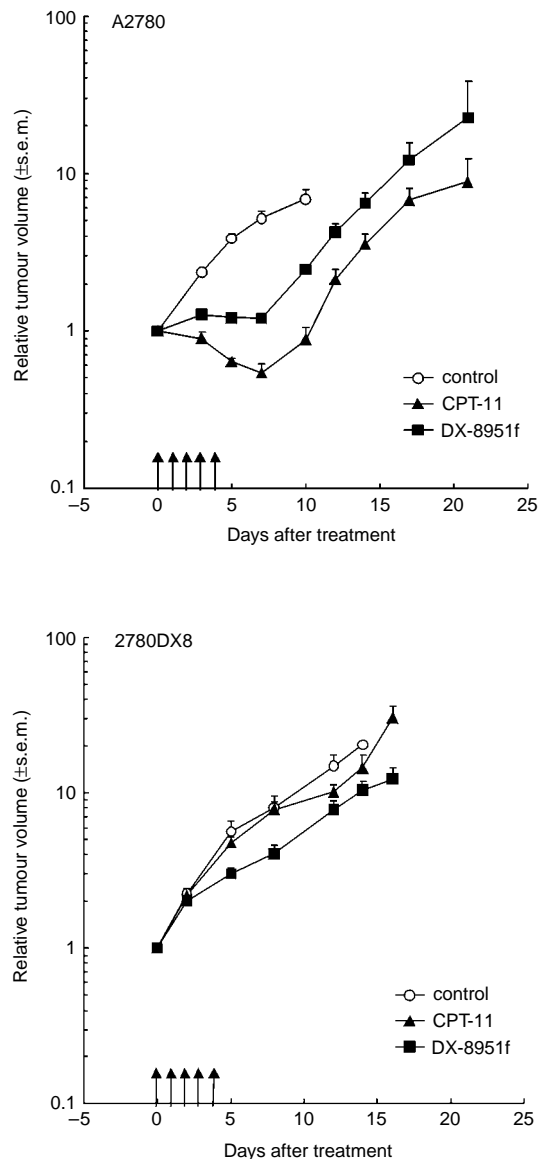 A2780
100
10
1
0.1
Relative tumour volume (±s.e.m.)
control
CPT-11
DX-8951f
–5 0 5 10 15 20 25
Days after treatment
2780DX8
100
10
1
0.1
Relative tumour volume (±s.e.m.)
control
CPT-11
DX-8951f
–5 0 5 10 15 20 25
Days after treatment